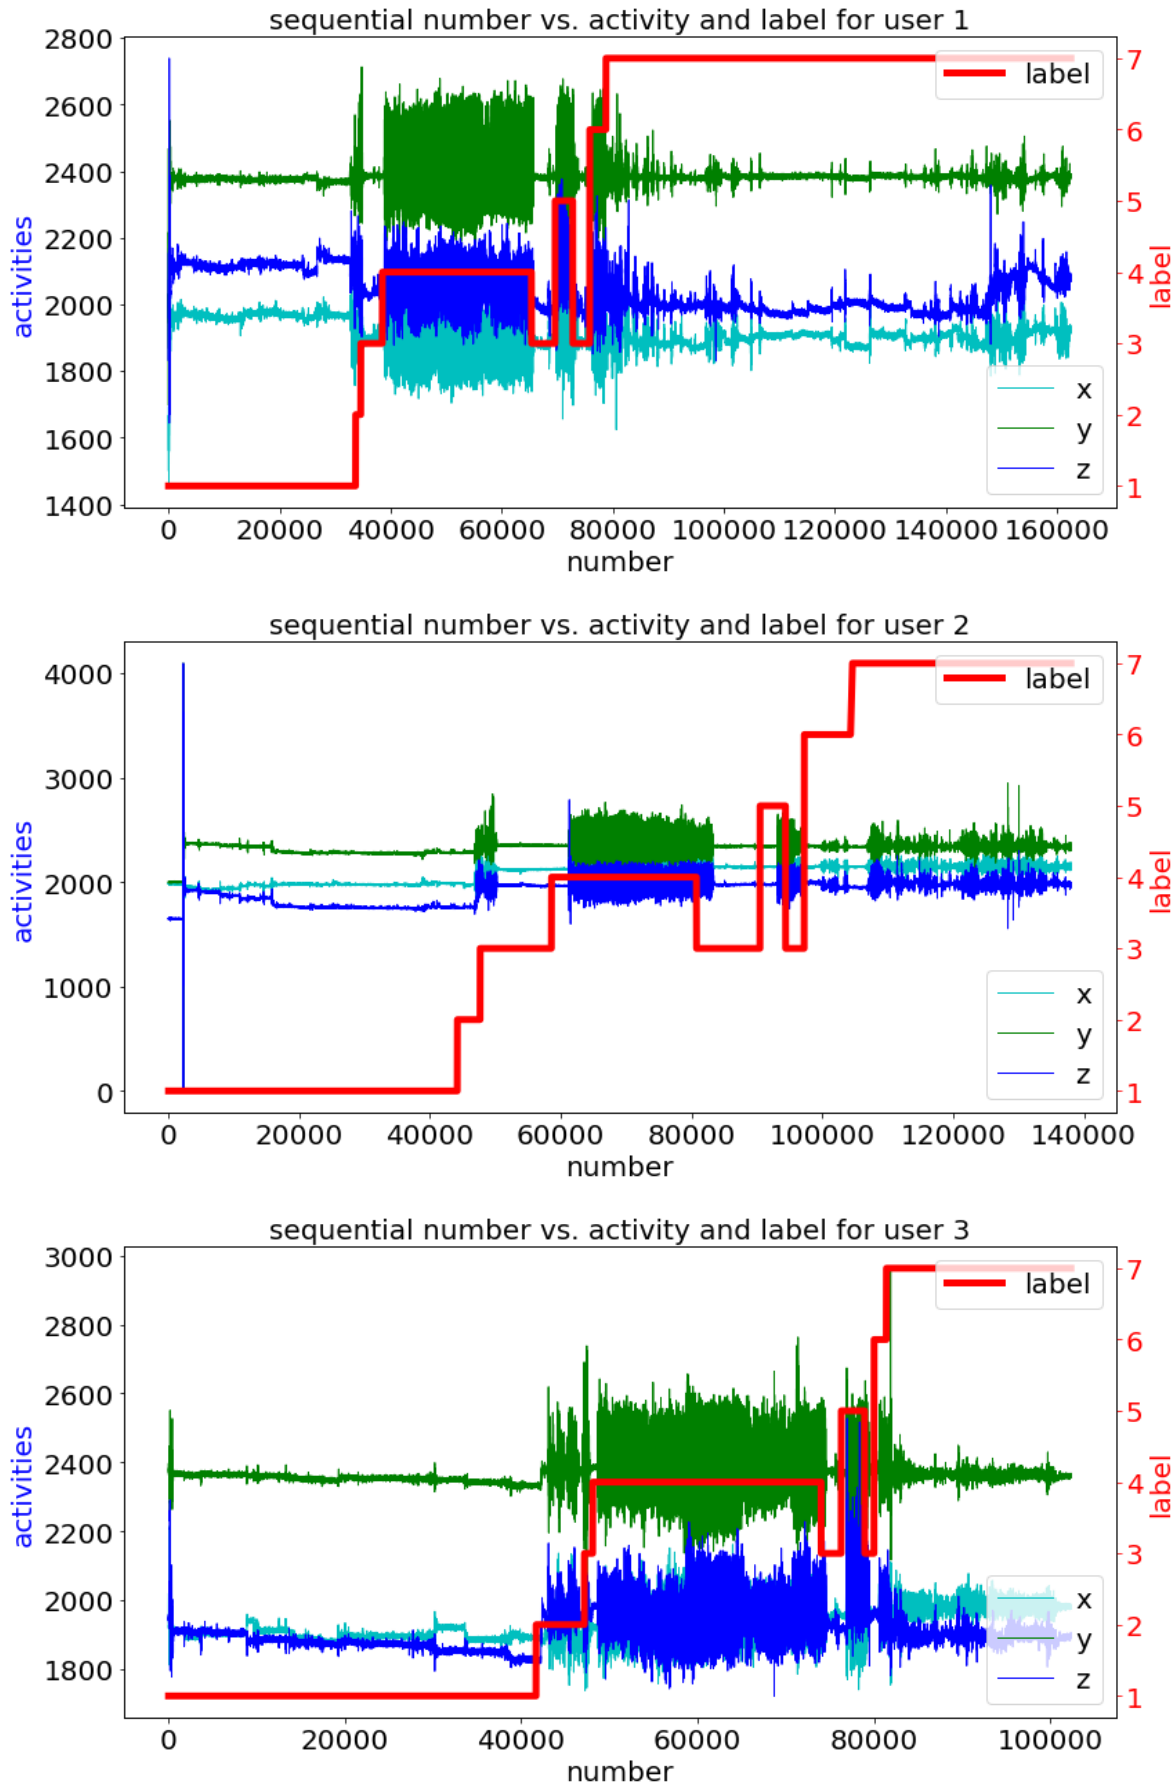 sequential number vs. activity and label for user 1
2800
2600
2400
2200
2000
1800
1600
1400
activities
7
6
5
4
3
2
1
label
label
x
y
z
0 20000 40000 60000 80000 100000 120000 140000 160000
number
sequential number vs. activity and label for user 2
4000
3000
2000
1000
0
activities
7
6
5
4
3
2
1
label
label
x
y
z
0 20000 40000 60000 80000 100000 120000 140000
number
sequential number vs. activity and label for user 3
3000
2800
2600
2400
2200
2000
1800
activities
7
6
5
4
3
2
1
label
label
x
y
z
0 20000 40000 60000 80000 100000
number